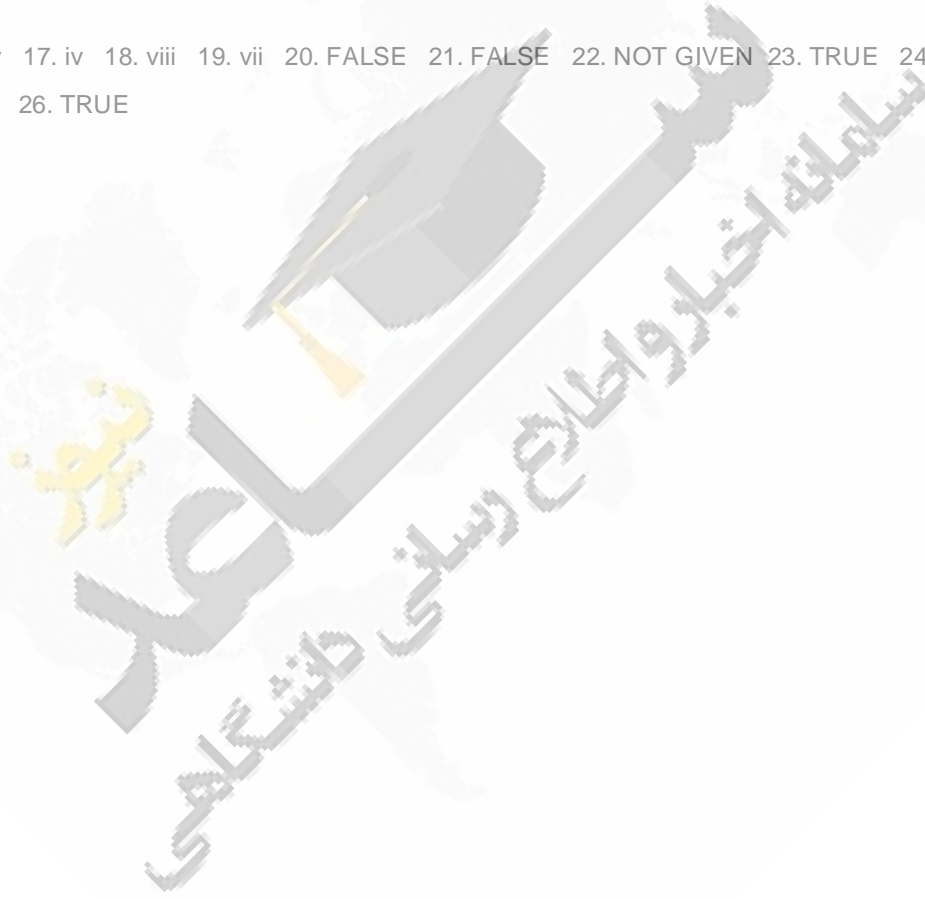 17. iv 18. viii 19. vii 20. FALSE 21. FALSE 22. NOT GIVEN 23. TRUE 24
26. TRUE
نیوز
سامانه اخبار و اطلاع رسانی دانشگاهی